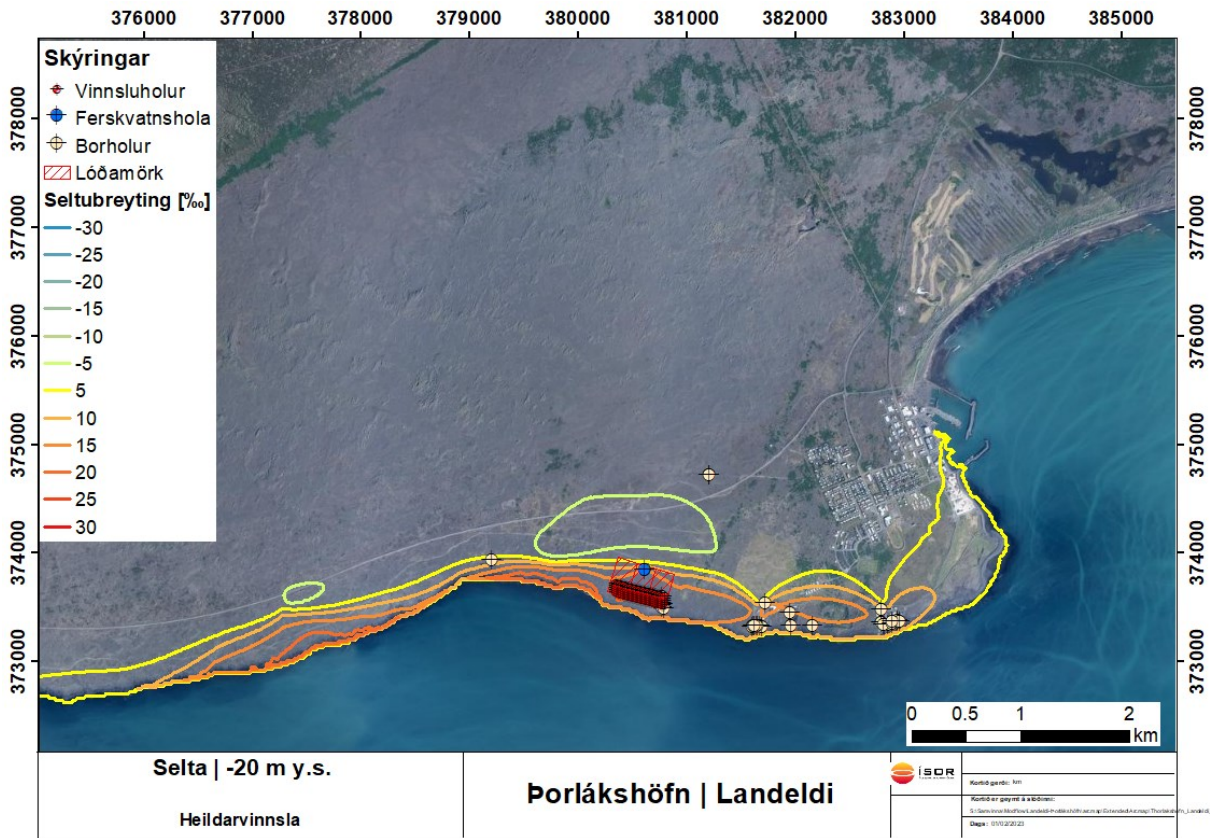 376000 377000 378000 379000 380000 381000 382000 383000 384000 385000
Skýringar
Vinnsluholur
Ferskvatnshola
Borholur
Lóðamörk
Seltubreyting [‰]
-30
-25
-20
-15
-10
-5
5
10
15
20
25
30
378000
377000
376000
375000
374000
373000
378000
377000
376000
375000
374000
373000
0 0.5 1 2
km
Selta | -20 m y.s.
Heildarvinnsla
Þorlákshöfn | Landeldi
ÍSOR
Kortið gerði:
Kortið er geymt á slóðinni:
Dags: 01/02/2023